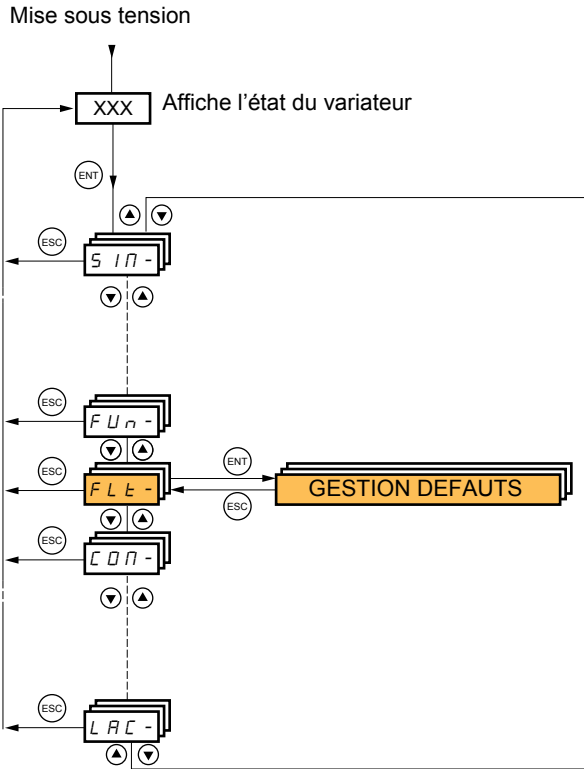 Mise sous tension
XXX
Affiche l'état du variateur
ENT
ESC
SIM-
ESC
FUn-
ESC
FLt-
ENT
ESC
GESTION DEFAUTS
ESC
COM-
ESC
LAC-